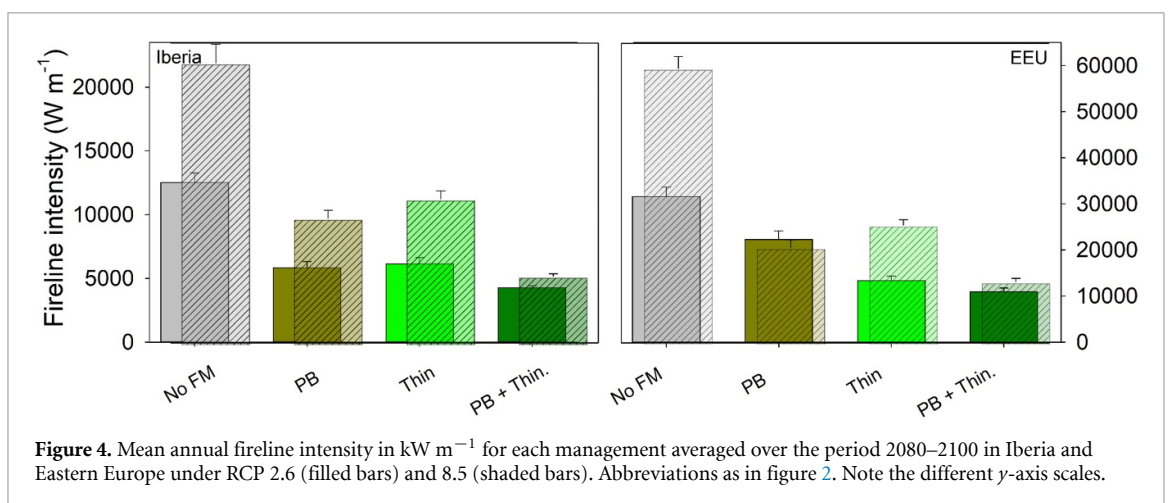 Iberia
EEU
Fireline intensity (W m⁻¹)
20000
15000
10000
5000
0
60000
50000
40000
30000
20000
10000
0
No FM
PB
Thin
PB + Thin.
No FM
PB
Thin
PB + Thin.
Figure 4. Mean annual fireline intensity in kW m⁻¹ for each management averaged over the period 2080–2100 in Iberia and
Eastern Europe under RCP 2.6 (filled bars) and 8.5 (shaded bars). Abbreviations as in figure 2. Note the different y-axis scales.